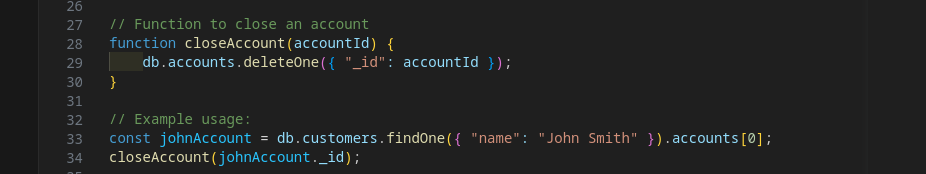 26
27 // Function to close an account
28 function closeAccount(accountId) {
29     db.accounts.deleteOne({ "_id": accountId });
30 }
31
32 // Example usage:
33 const johnAccount = db.customers.findOne({ "name": "John Smith" }).accounts[0];
34 closeAccount(johnAccount._id);